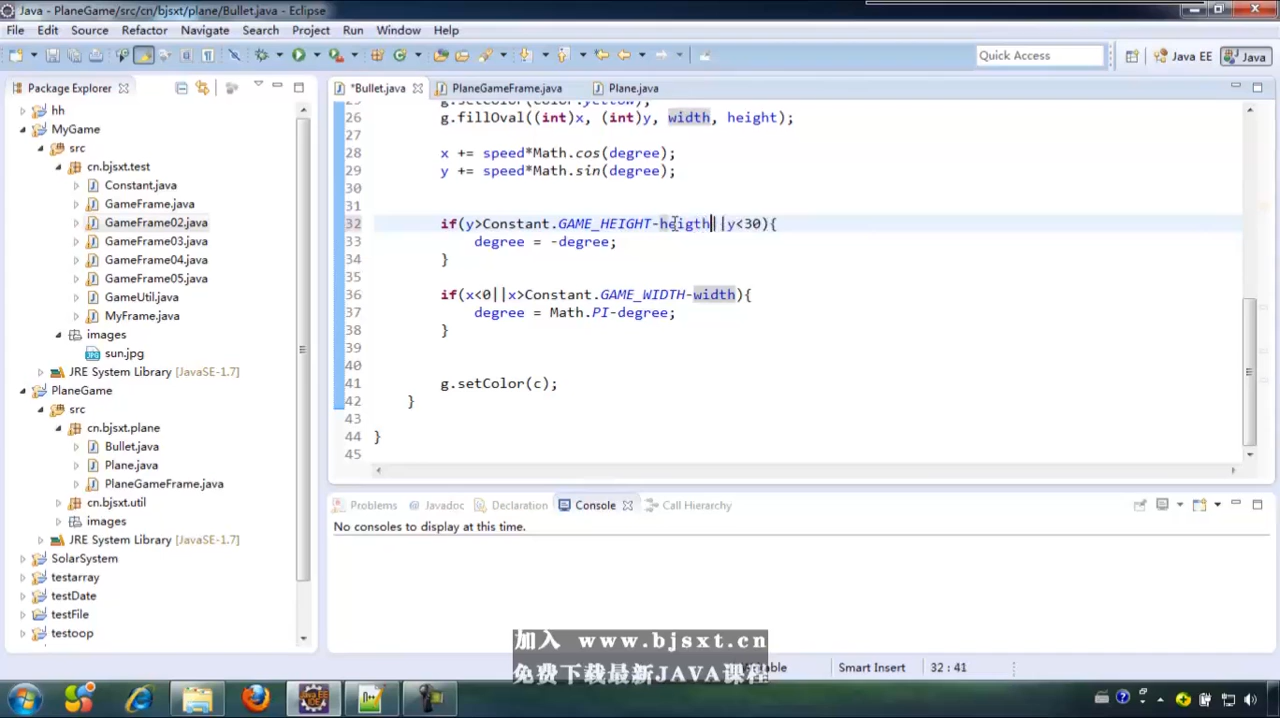 Java - PlaneGame/src/cn/bjsxt/plane/Bullet.java - Eclipse
File Edit Source Refactor Navigate Search Project Run Window Help
Quick Access
Java EE
Java
Package Explorer
*Bullet.java
PlaneGameFrame.java
Plane.java
hh
MyGame
src
cn.bjsxt.test
Constant.java
GameFrame.java
GameFrame02.java
GameFrame03.java
GameFrame04.java
GameFrame05.java
GameUtil.java
MyFrame.java
images
sun.jpg
JRE System Library [JavaSE-1.7]
PlaneGame
src
cn.bjsxt.plane
Bullet.java
Plane.java
PlaneGameFrame.java
cn.bjsxt.util
images
JRE System Library [JavaSE-1.7]
SolarSystem
testarray
testDate
testFile
testoop
25 g.setColor(Color.yellow);
26 g.fillOval((int)x, (int)y, width, height);
27
28 x += speed*Math.cos(degree);
29 y += speed*Math.sin(degree);
30
31
32 if(y>Constant.GAME_HEIGHT-heigth||y<30){
33 degree = -degree;
34 }
35
36 if(x<0||x>Constant.GAME_WIDTH-width){
37 degree = Math.PI-degree;
38 }
39
40
41 g.setColor(c);
42 }
43
44 }
45
Problems Javadoc Declaration Console Call Hierarchy
No consoles to display at this time.
加入 www.bjsxt.cn
免费下载最新JAVA课程
Smart Insert
32 : 41